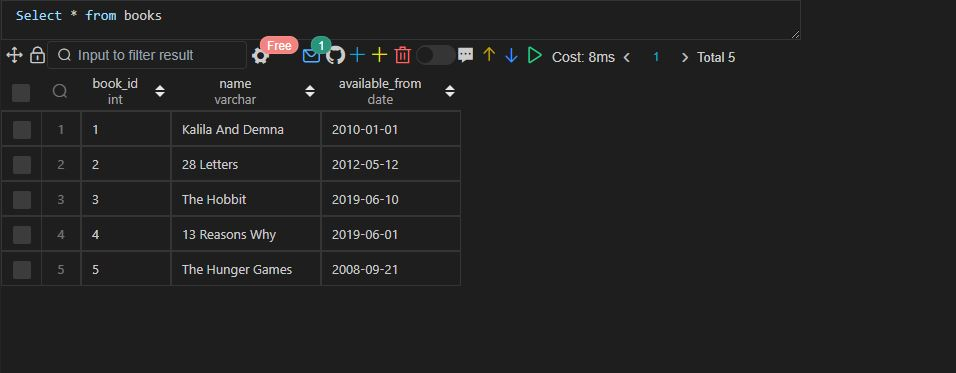 Select * from books
Input to filter result Free 1 Cost: 8ms 1 Total 5
book_id name available_from
int varchar date
1 1 Kalila And Demna 2010-01-01
2 2 28 Letters 2012-05-12
3 3 The Hobbit 2019-06-10
4 4 13 Reasons Why 2019-06-01
5 5 The Hunger Games 2008-09-21